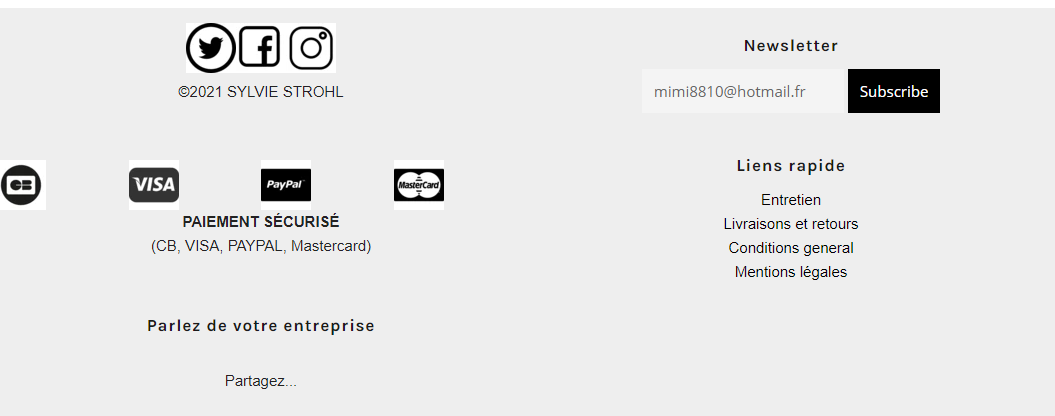 ©2021 SYLVIE STROHL
Newsletter
mimi8810@hotmail.fr
Subscribe
CB
VISA
PayPal
MasterCard
PAIEMENT SÉCURISÉ
(CB, VISA, PAYPAL, Mastercard)
Liens rapide
Entretien
Livraisons et retours
Conditions general
Mentions légales
Parlez de votre entreprise
Partagez...